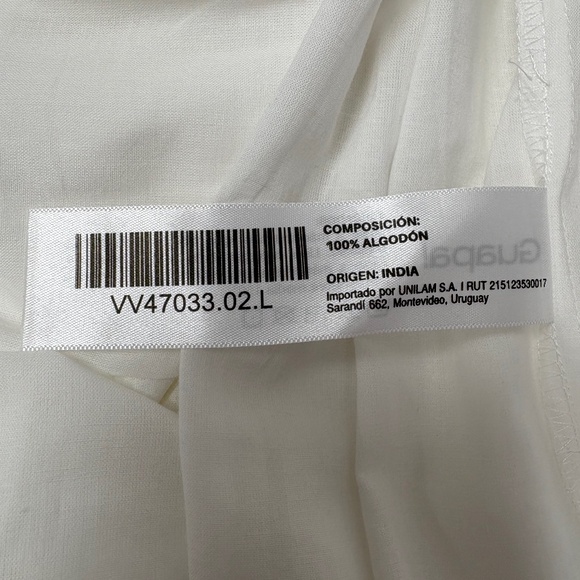 VV47033.02.L
COMPOSICIÓN:
100% ALGODÓN
ORIGEN: INDIA
Importado por UNILAM S.A. I RUT 215123530017
Sarandí 662, Montevideo, Uruguay